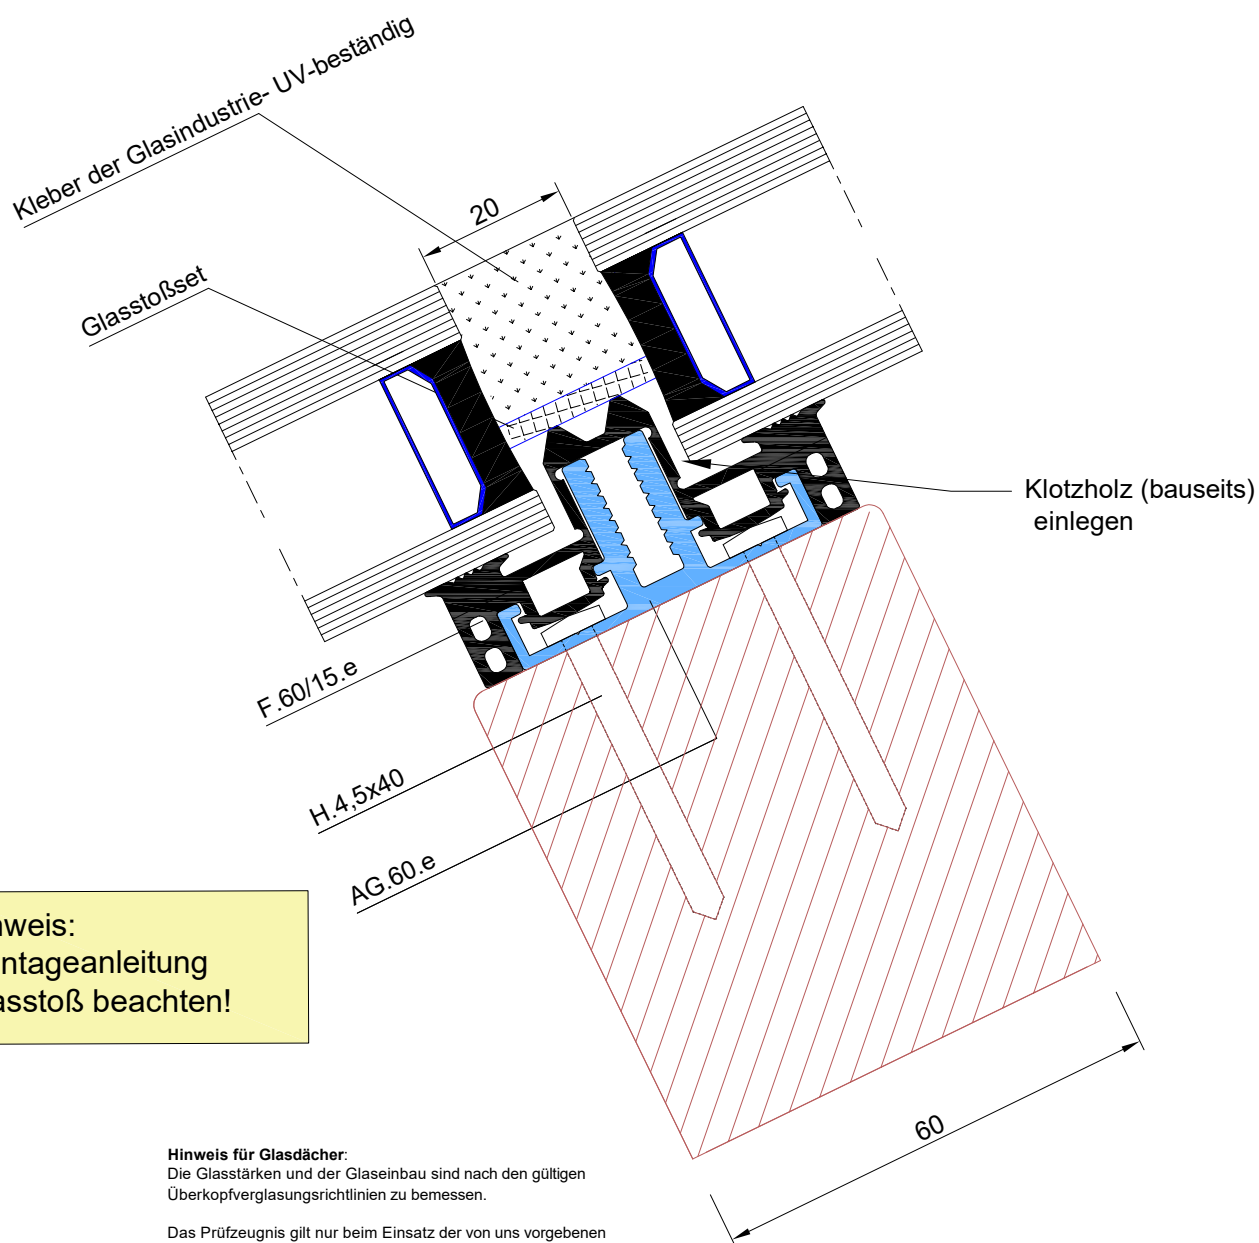 Kleber der Glasindustrie- UV-beständig
20
Glasstoßset
Klotzholz (bauseits)
einlegen
F.60/15.e
H.4,5x40
AG.60.e
nweis:
ntageanleitung
asstoß beachten!
60
Hinweis für Glasdächer:
Die Glasstärken und der Glaseinbau sind nach den gültigen
Überkopfverglasungsrichtlinien zu bemessen.
Das Prüfzeugnis gilt nur beim Einsatz der von uns vorgebenen